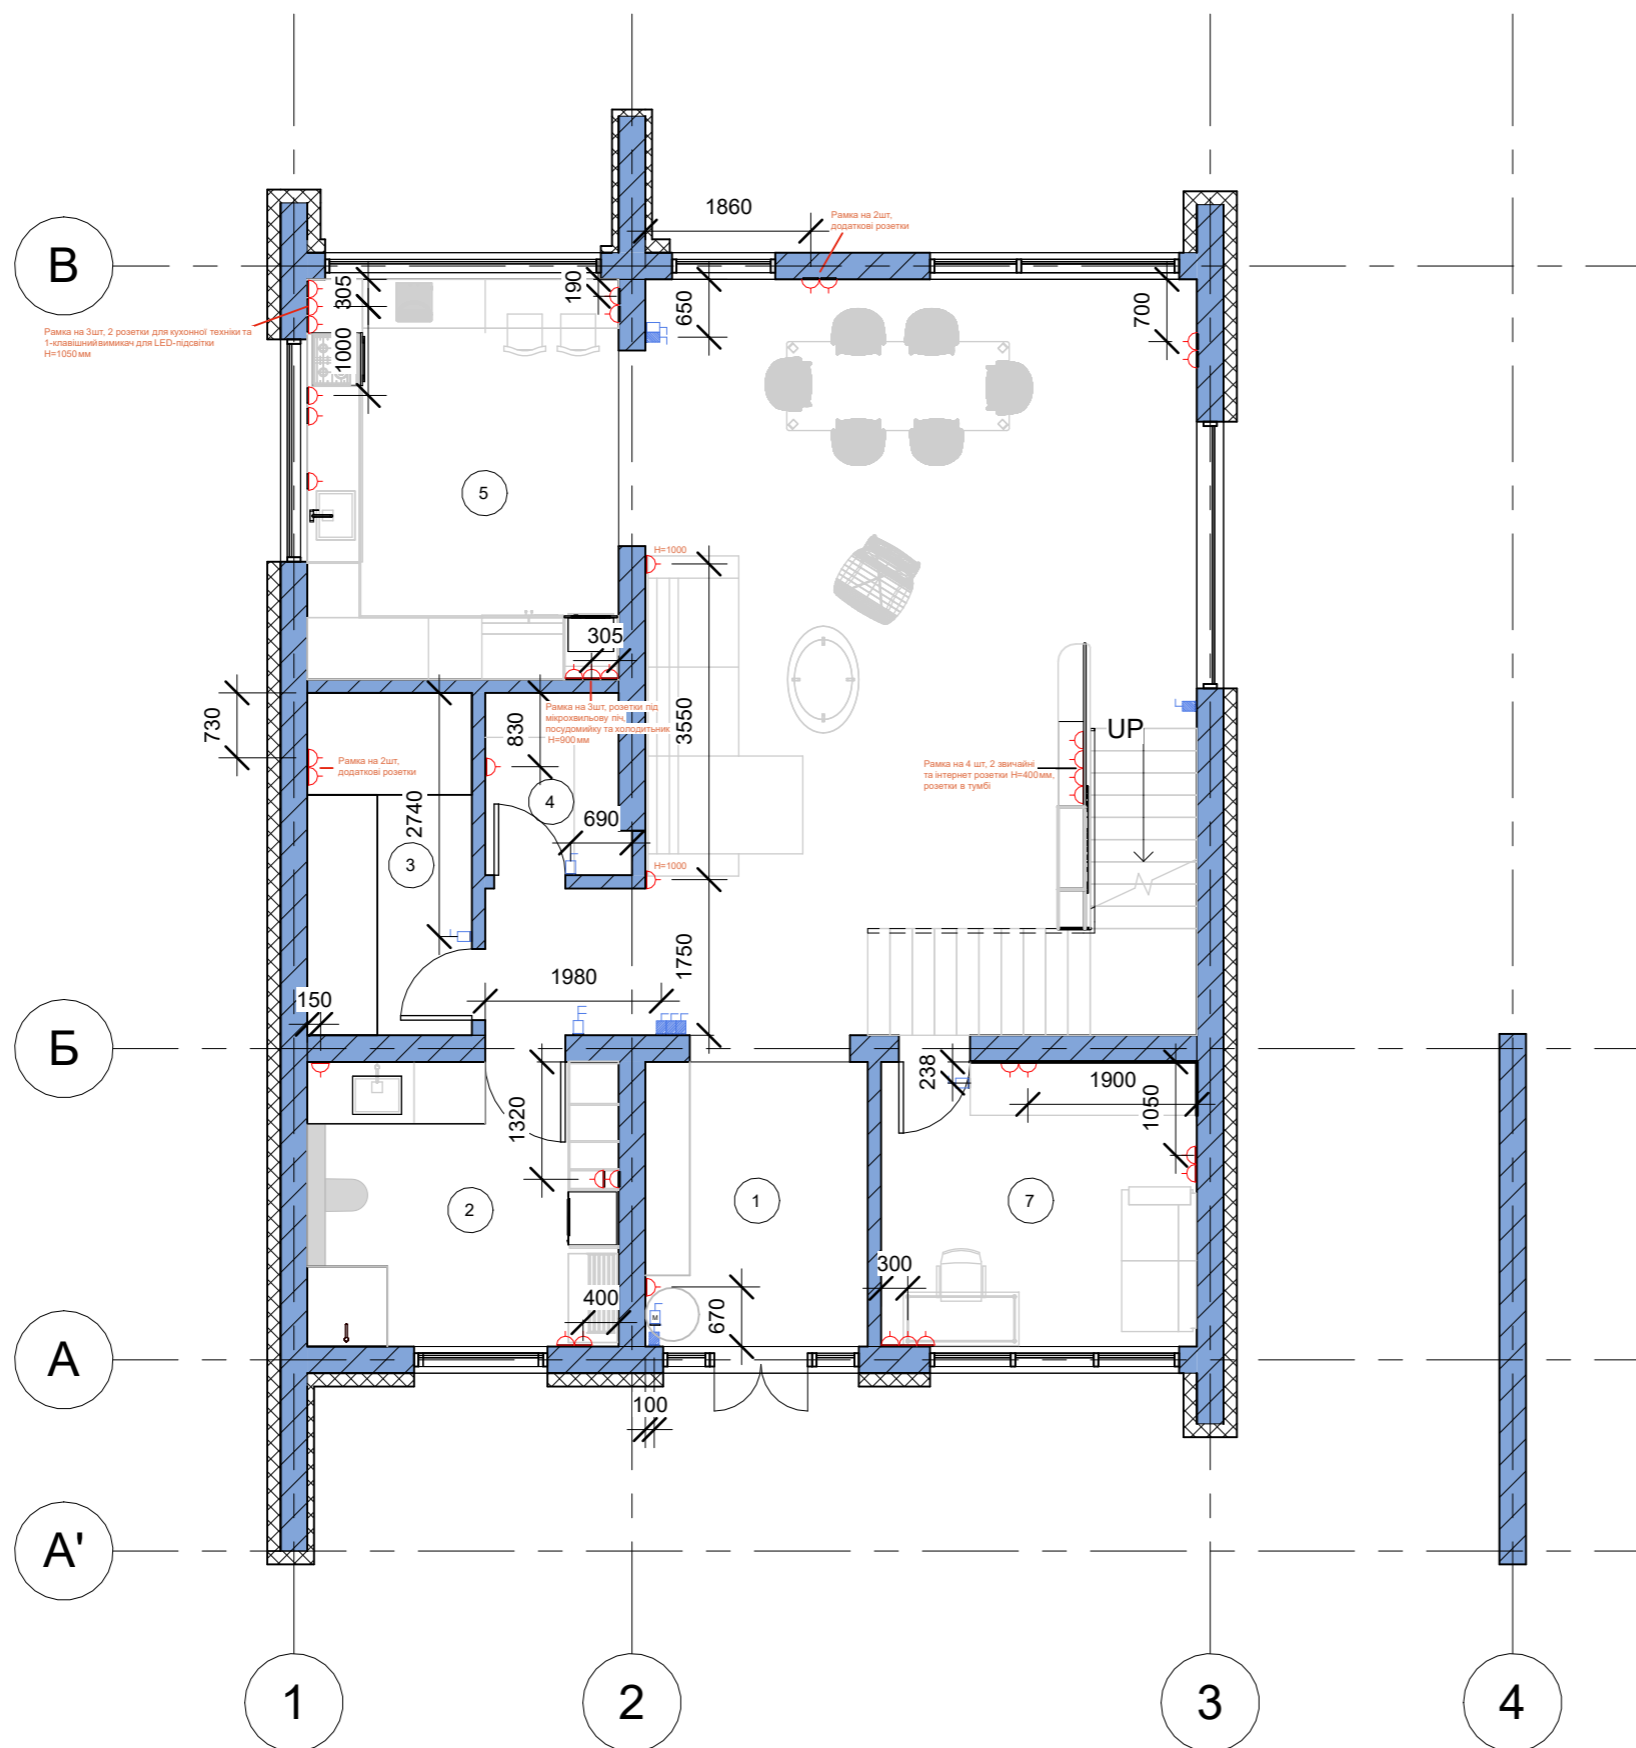 1860
Рамка на 2шт,
додаткові розетки
В
305
190
650
700
Рамка на 3шт, 2 розетки для кухонної техніки та
1-клавішний вимикач для LED-підсвітки
H=1050мм
1000
5
H=1000
305
3550
730
830
Рамка на 3шт, розетки під
мікрохвильову піч,
посудомийку та холодитьник
H=900мм
UP
Рамка на 2шт,
додаткові розетки
Рамка на 4 шт, 2 звичайні
та інтернет розетки H=400мм,
розетки в тумбі
4
2740
690
3
H=1000
1980
1750
150
Б
238
1900
1050
1320
2
1
7
300
400
670
M
А
100
А'
1
2
3
4